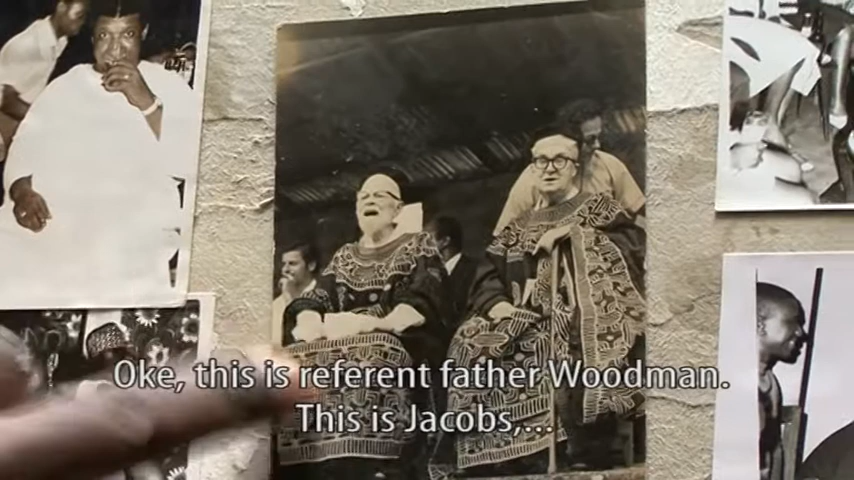 Oke, this is referent father Woodman.
This is Jacobs,...